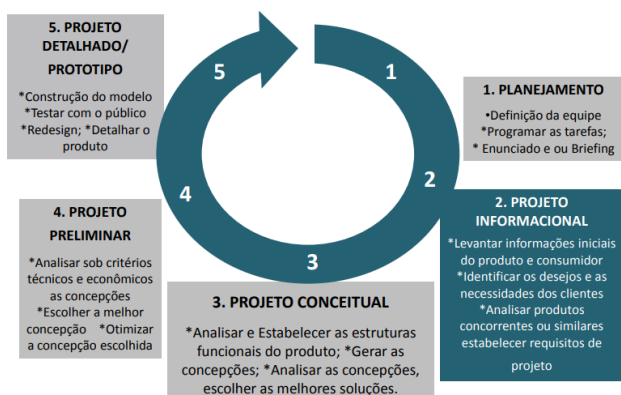 5. PROJETO
DETALHADO/
PROTOTIPO
*Construção do modelo
*Testar com o público
*Redesign; *Detalhar o
produto
5
1
1. PLANEJAMENTO
•Definição da equipe
*Programar as tarefas;
* Enunciado e ou Briefing
2
2. PROJETO
INFORMACIONAL
*Levantar informações iniciais
do produto e consumidor
*Identificar os desejos e as
necessidades dos clientes
*Analisar produtos
concorrentes ou similares
estabelecer requisitos de
projeto
3
3. PROJETO CONCEITUAL
*Analisar e Estabelecer as estruturas
funcionais do produto; *Gerar as
concepções; *Analisar as concepções,
escolher as melhores soluções.
4
4. PROJETO
PRELIMINAR
*Analisar sob critérios
técnicos e econômicos
as concepções
*Escolher a melhor
concepção *Otimizar
a concepção escolhida